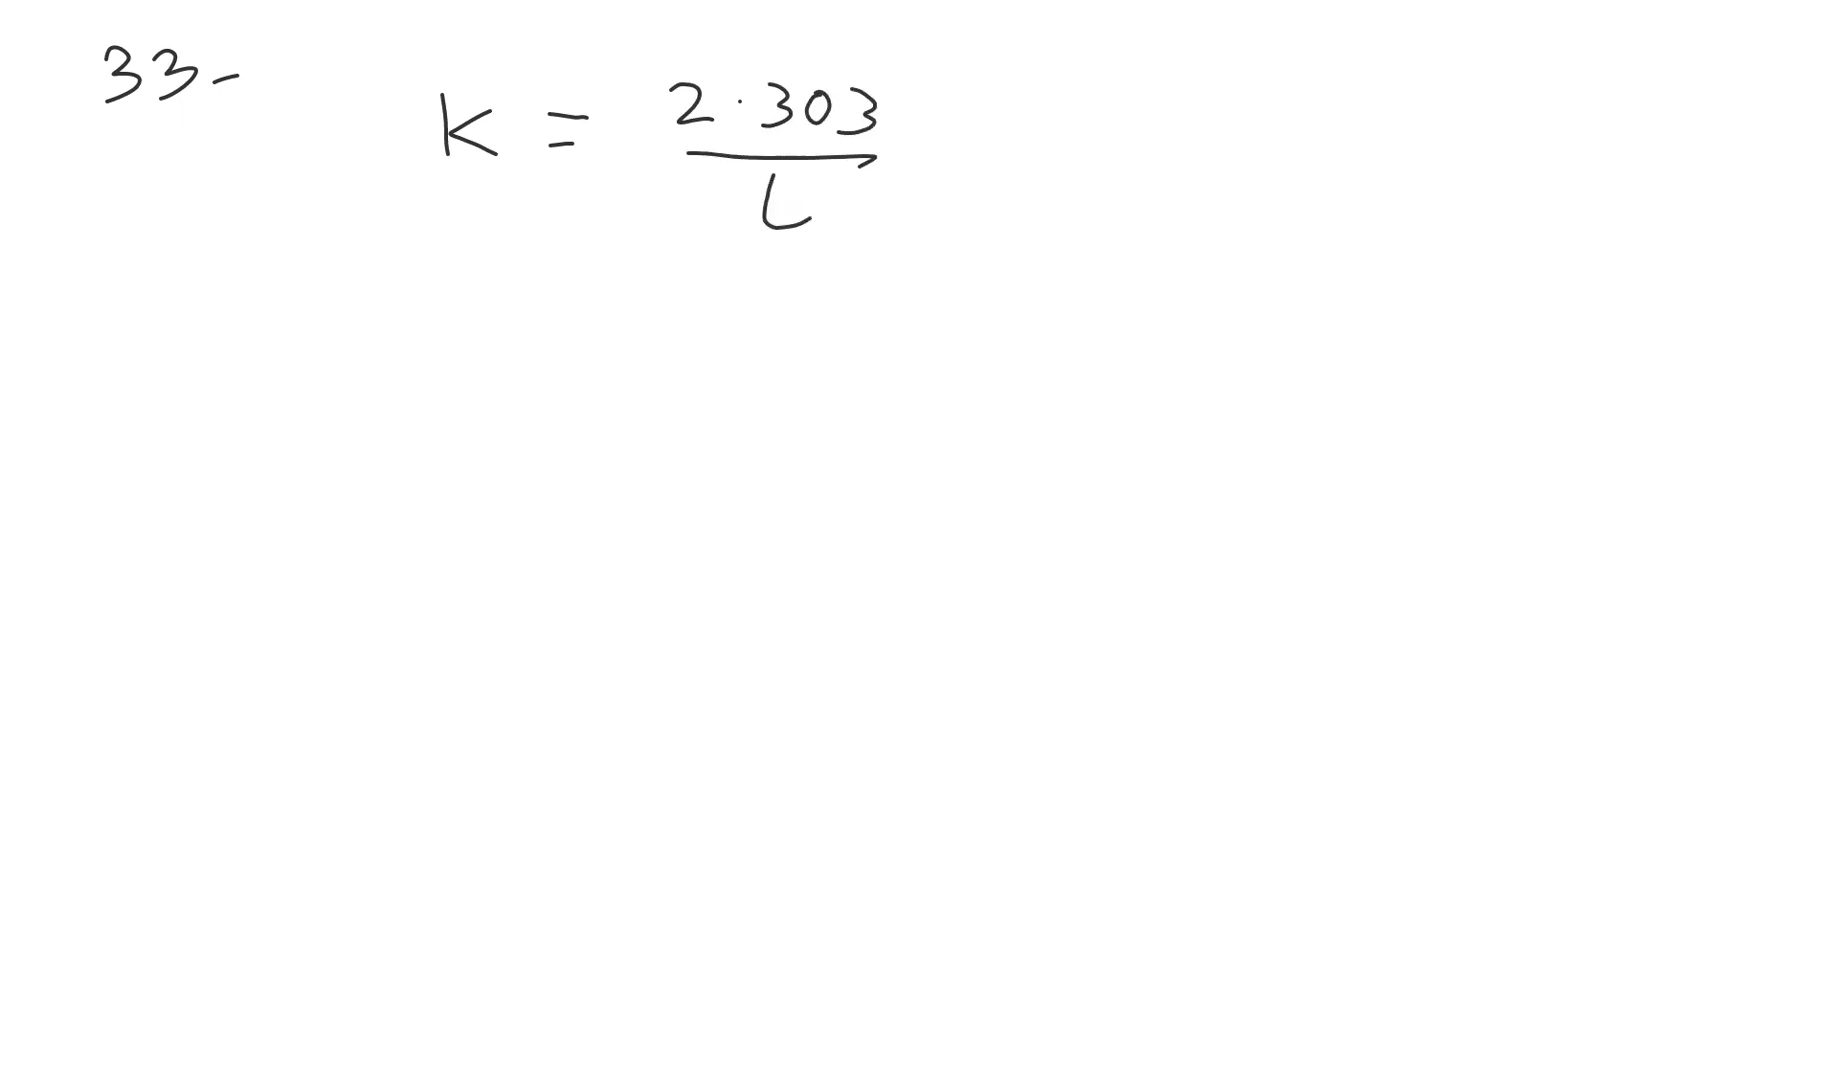 33-
K = 2.303 / L